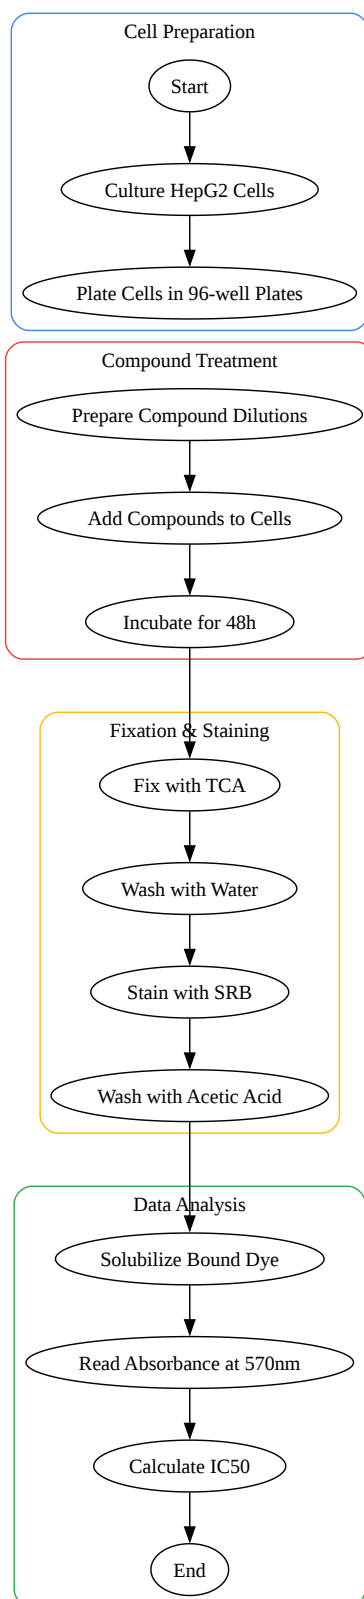 Cell Preparation
Start
Culture HepG2 Cells
Plate Cells in 96-well Plates
Compound Treatment
Prepare Compound Dilutions
Add Compounds to Cells
Incubate for 48h
Fixation & Staining
Fix with TCA
Wash with Water
Stain with SRB
Wash with Acetic Acid
Data Analysis
Solubilize Bound Dye
Read Absorbance at 570nm
Calculate IC50
End